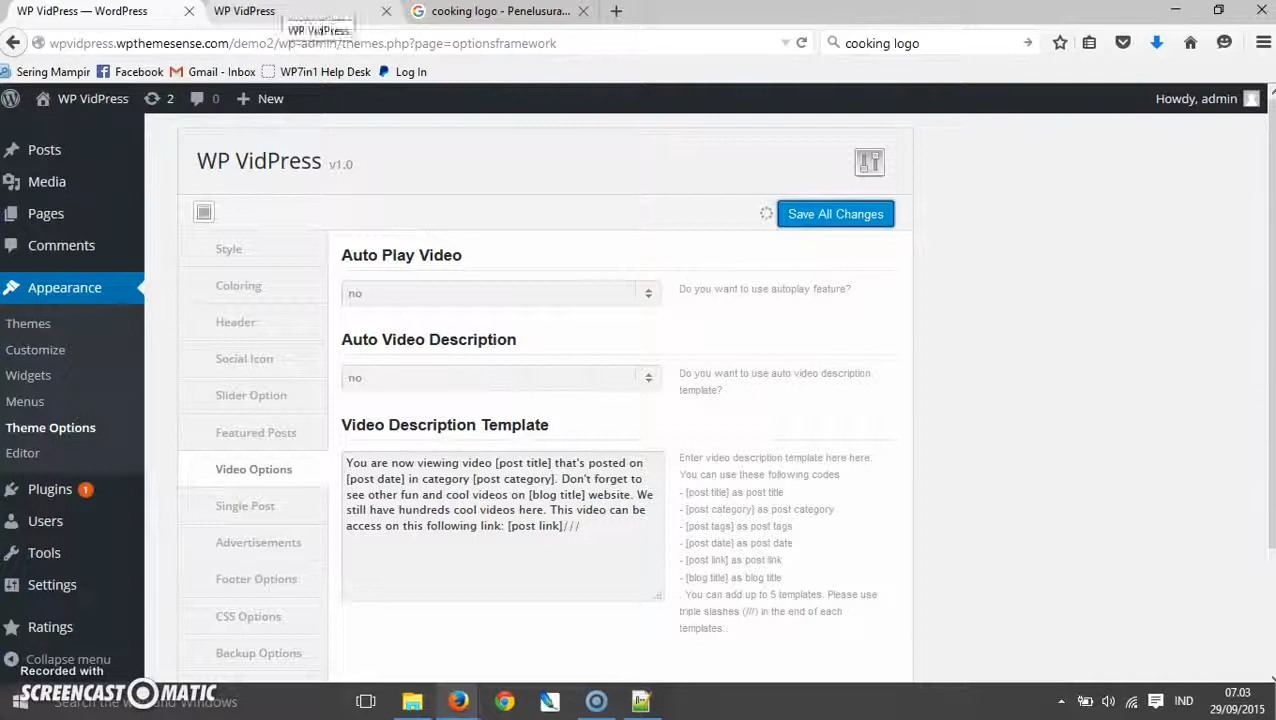 WP VidPress — WordPress
WP VidPress
cooking logo - Penelusura...
WP VidPress
wpvidpress.wpthemesense.com/demo2/wp-admin/themes.php?page=optionsframework
cooking logo
Sering Mampir
Facebook
Gmail - Inbox
WP7in1 Help Desk
Log In
WP VidPress
2
0
New
Howdy, admin
Posts
Media
Pages
Comments
Appearance
Themes
Customize
Widgets
Menus
Theme Options
Editor
Plugins 1
Users
Tools
Settings
Ratings
Collapse menu
WP VidPress v1.0
Save All Changes
Style
Coloring
Header
Social Icon
Slider Option
Featured Posts
Video Options
Single Post
Advertisements
Footer Options
CSS Options
Backup Options
Auto Play Video
no
Do you want to use autoplay feature?
Auto Video Description
no
Do you want to use auto video description
template?
Video Description Template
You are now viewing video [post title] that's posted on
[post date] in category [post category]. Don't forget to
see other fun and cool videos on [blog title] website. We
still have hundreds cool videos here. This video can be
access on this following link: [post link]///
Enter video description template here here.
You can use these following codes
- [post title] as post title
- [post category] as post category
- [post tags] as post tags
- [post date] as post date
- [post link] as post link
- [blog title] as blog title
. You can add up to 5 templates. Please use
triple slashes (///) in the end of each
templates..
Recorded with
SCREENCAST-O-MATIC
Search the web and Windows
IND
07.03
29/09/2015